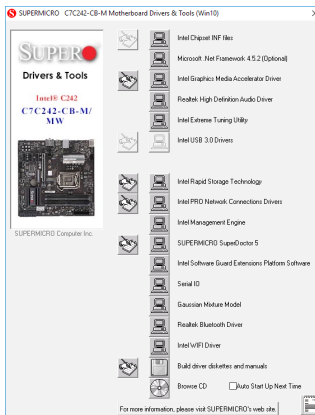 SUPERMICRO C7C242-CB-M Motherboard Drivers & Tools (Win10)
SUPERO
Drivers & Tools
Intel® C242
C7C242-CB-M/
MW
SUPERMICRO Computer Inc.
Intel Chipset INF files
Microsoft .Net Framework 4.5.2 (Optional)
Intel Graphics Media Accelerator Driver
Realtek High Definition Audio Driver
Intel Extreme Tuning Utility
Intel USB 3.0 Drivers
Intel Rapid Storage Technology
Intel PRO Network Connections Drivers
Intel Management Engine
SUPERMICRO SuperDoctor 5
Intel Software Guard Extensions Platform Software
Serial IO
Gaussian Mixture Model
Realtek Bluetooth Driver
Intel WIFI Driver
Build driver diskettes and manuals
Browse CD
Auto Start Up Next Time
For more information, please visit SUPERMICRO's web site.